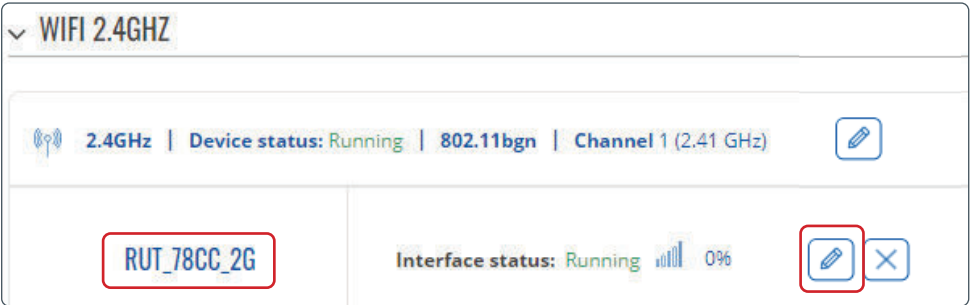 WIFI 2.4GHZ
2.4GHz | Device status: Running | 802.11bgn | Channel 1 (2.41 GHz)
RUT_78CC_2G
Interface status: Running 0%